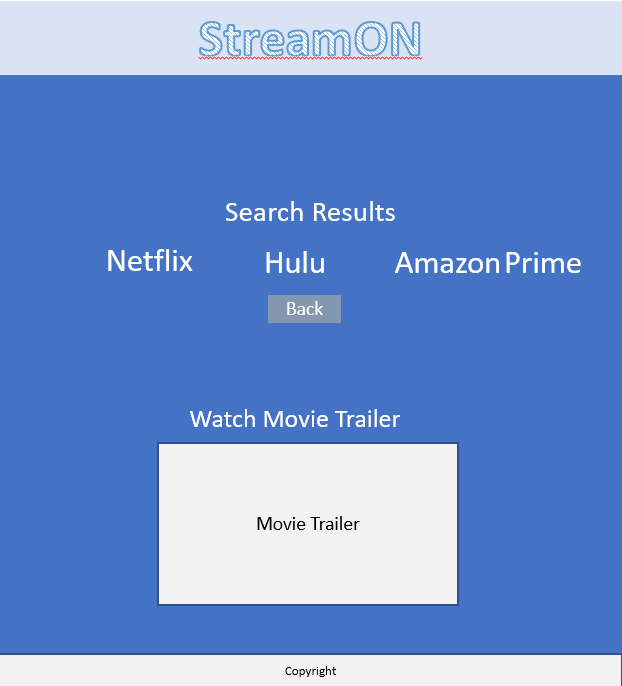 StreamON
Search Results
Netflix Hulu Amazon Prime
Back
Watch Movie Trailer
Movie Trailer
Copyright